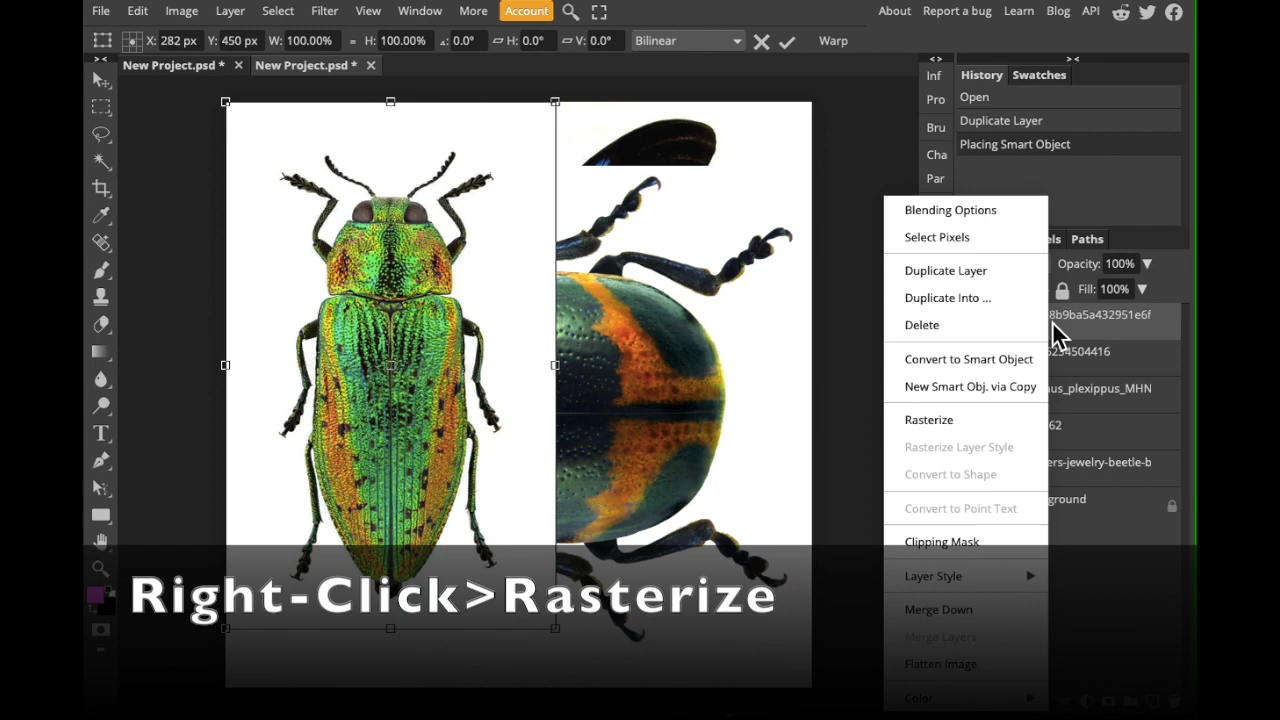 File Edit Image Layer Select Filter View Window More Account About Report a bug Learn Blog API
X: 282 px Y: 450 px W: 100.00% = H: 100.00% 0.0° H: 0.0° V: 0.0° Bilinear Warp
New Project.psd * New Project.psd *
Inf
Pro
Bru
Cha
Par
History Swatches
Open
Duplicate Layer
Placing Smart Object
els Paths
Opacity: 100%
Fill: 100%
8b9ba5a432951e6f
us_plexippus_MHN
62
ers-jewelry-beetle-b
ground
Blending Options
Select Pixels
Duplicate Layer
Duplicate Into ...
Delete
Convert to Smart Object
New Smart Obj. via Copy
Rasterize
Rasterize Layer Style
Convert to Shape
Convert to Point Text
Clipping Mask
Layer Style
Merge Down
Merge Layers
Flatten Image
Color
Right-Click>Rasterize